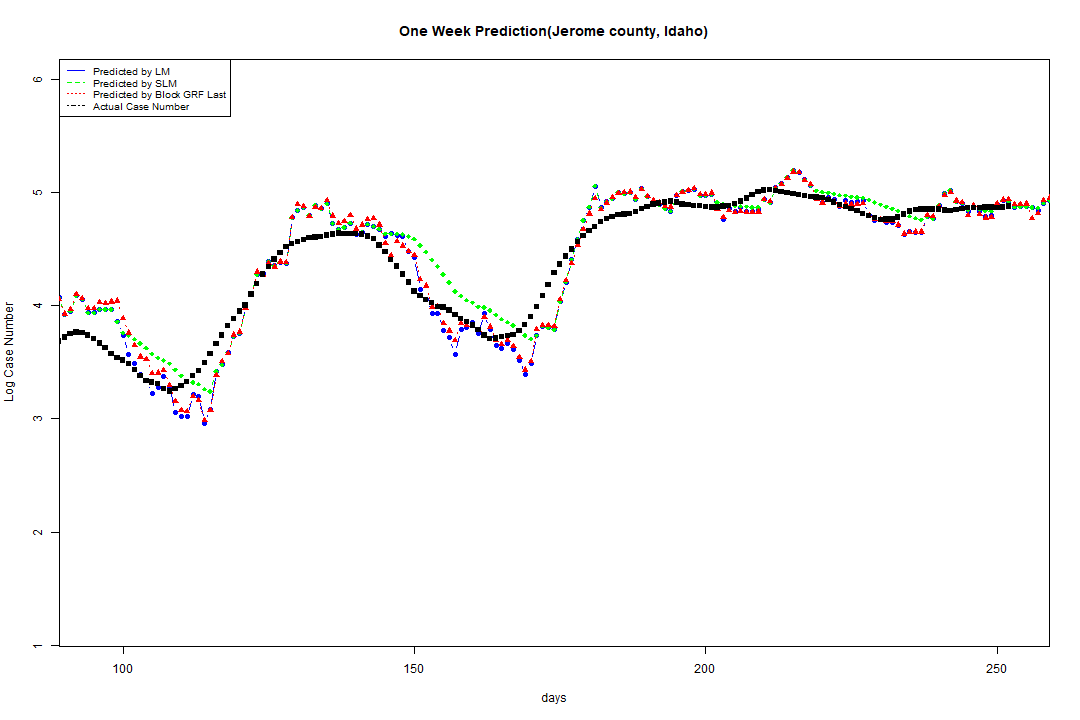 One Week Prediction(Jerome county, Idaho)
Predicted by LM
Predicted by SLM
Predicted by Block GRF Last
Actual Case Number
6
5
4
3
2
1
Log Case Number
100
150
200
250
days